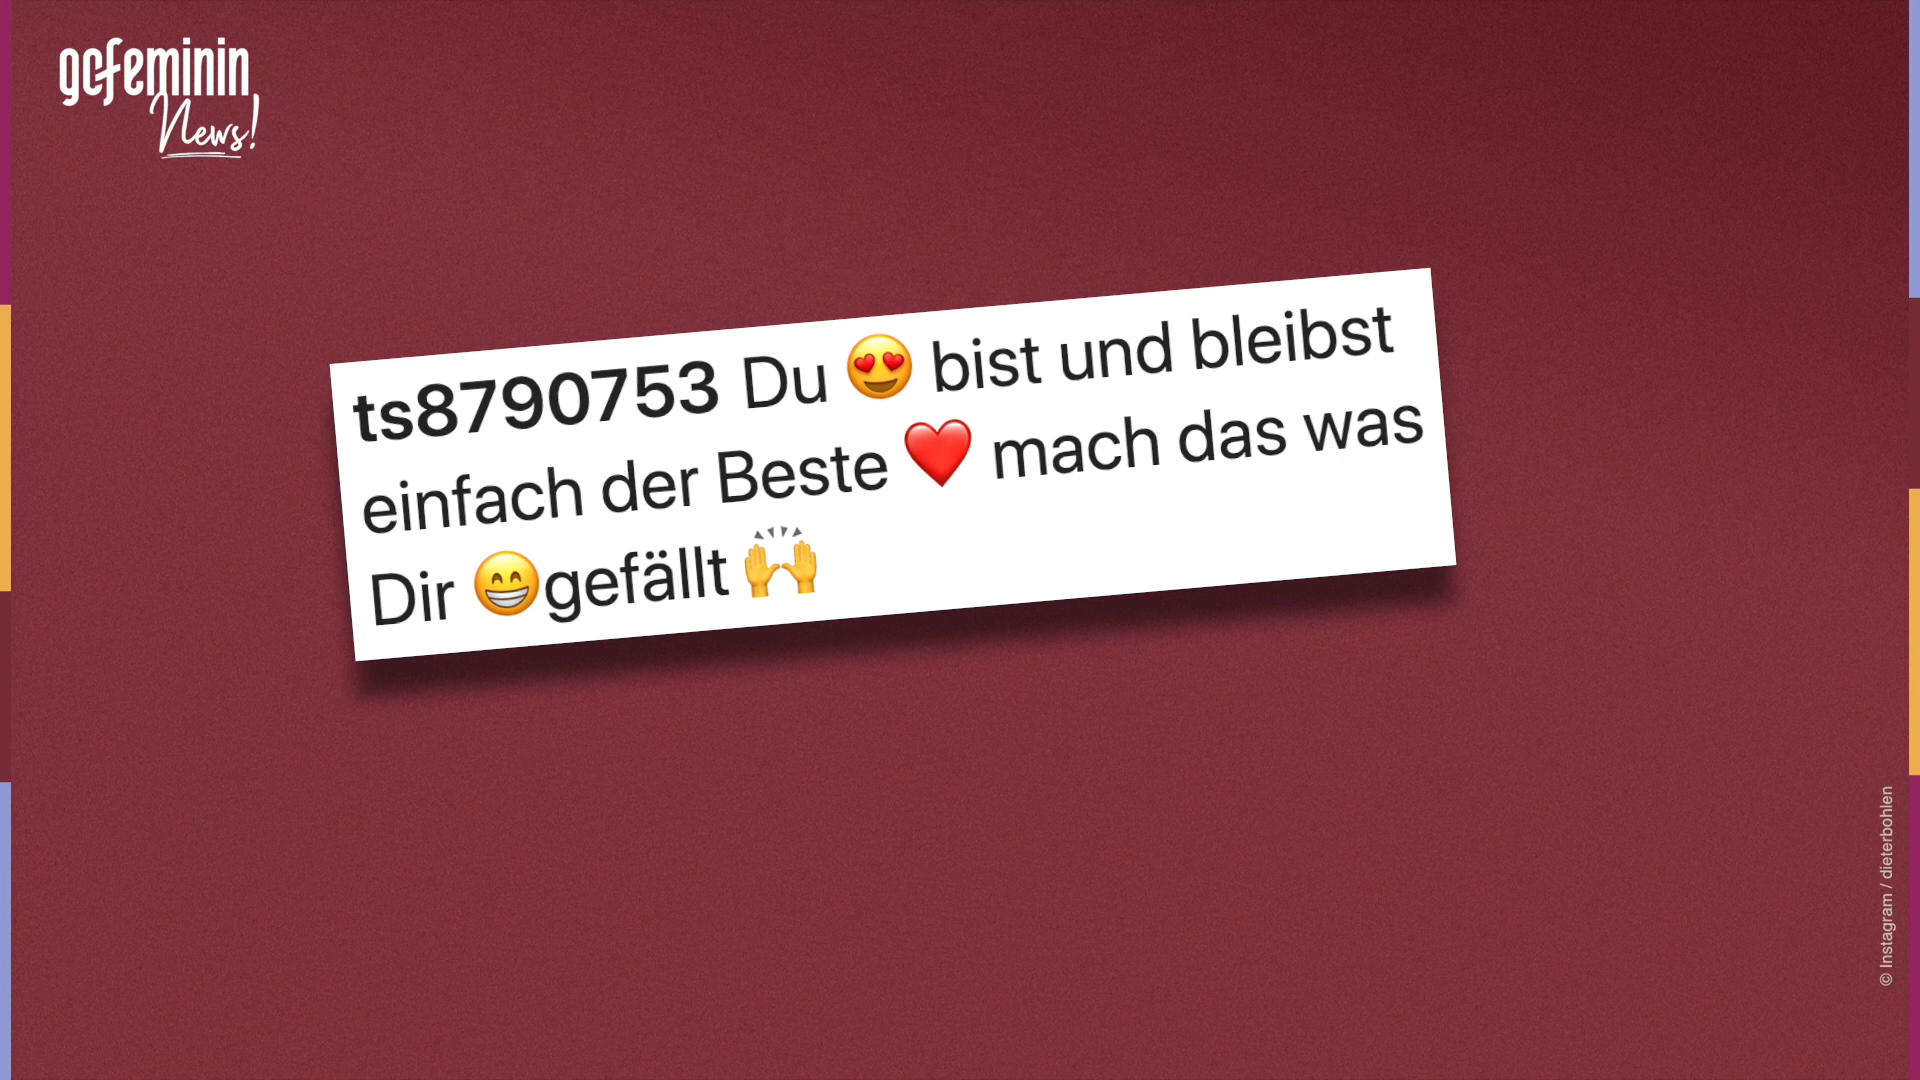 gofeminin
News!
ts8790753 Du 😍 bist und bleibst
einfach der Beste ❤️ mach das was
Dir 😁gefällt 🙌
© Instagram / dieterbohlen